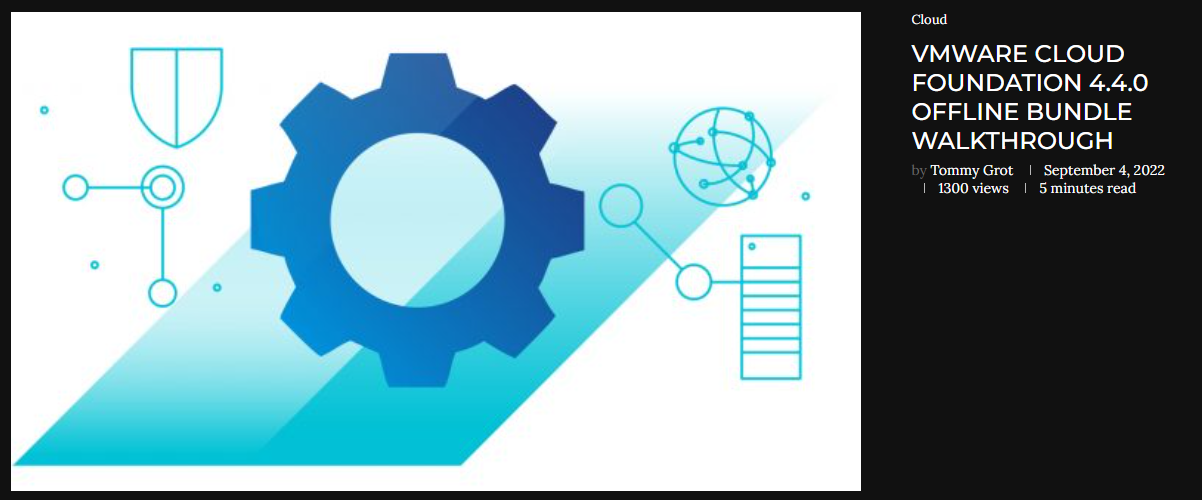 Cloud
VMWARE CLOUD
FOUNDATION 4.4.0
OFFLINE BUNDLE
WALKTHROUGH
by Tommy Grot | September 4, 2022
| 1300 views | 5 minutes read